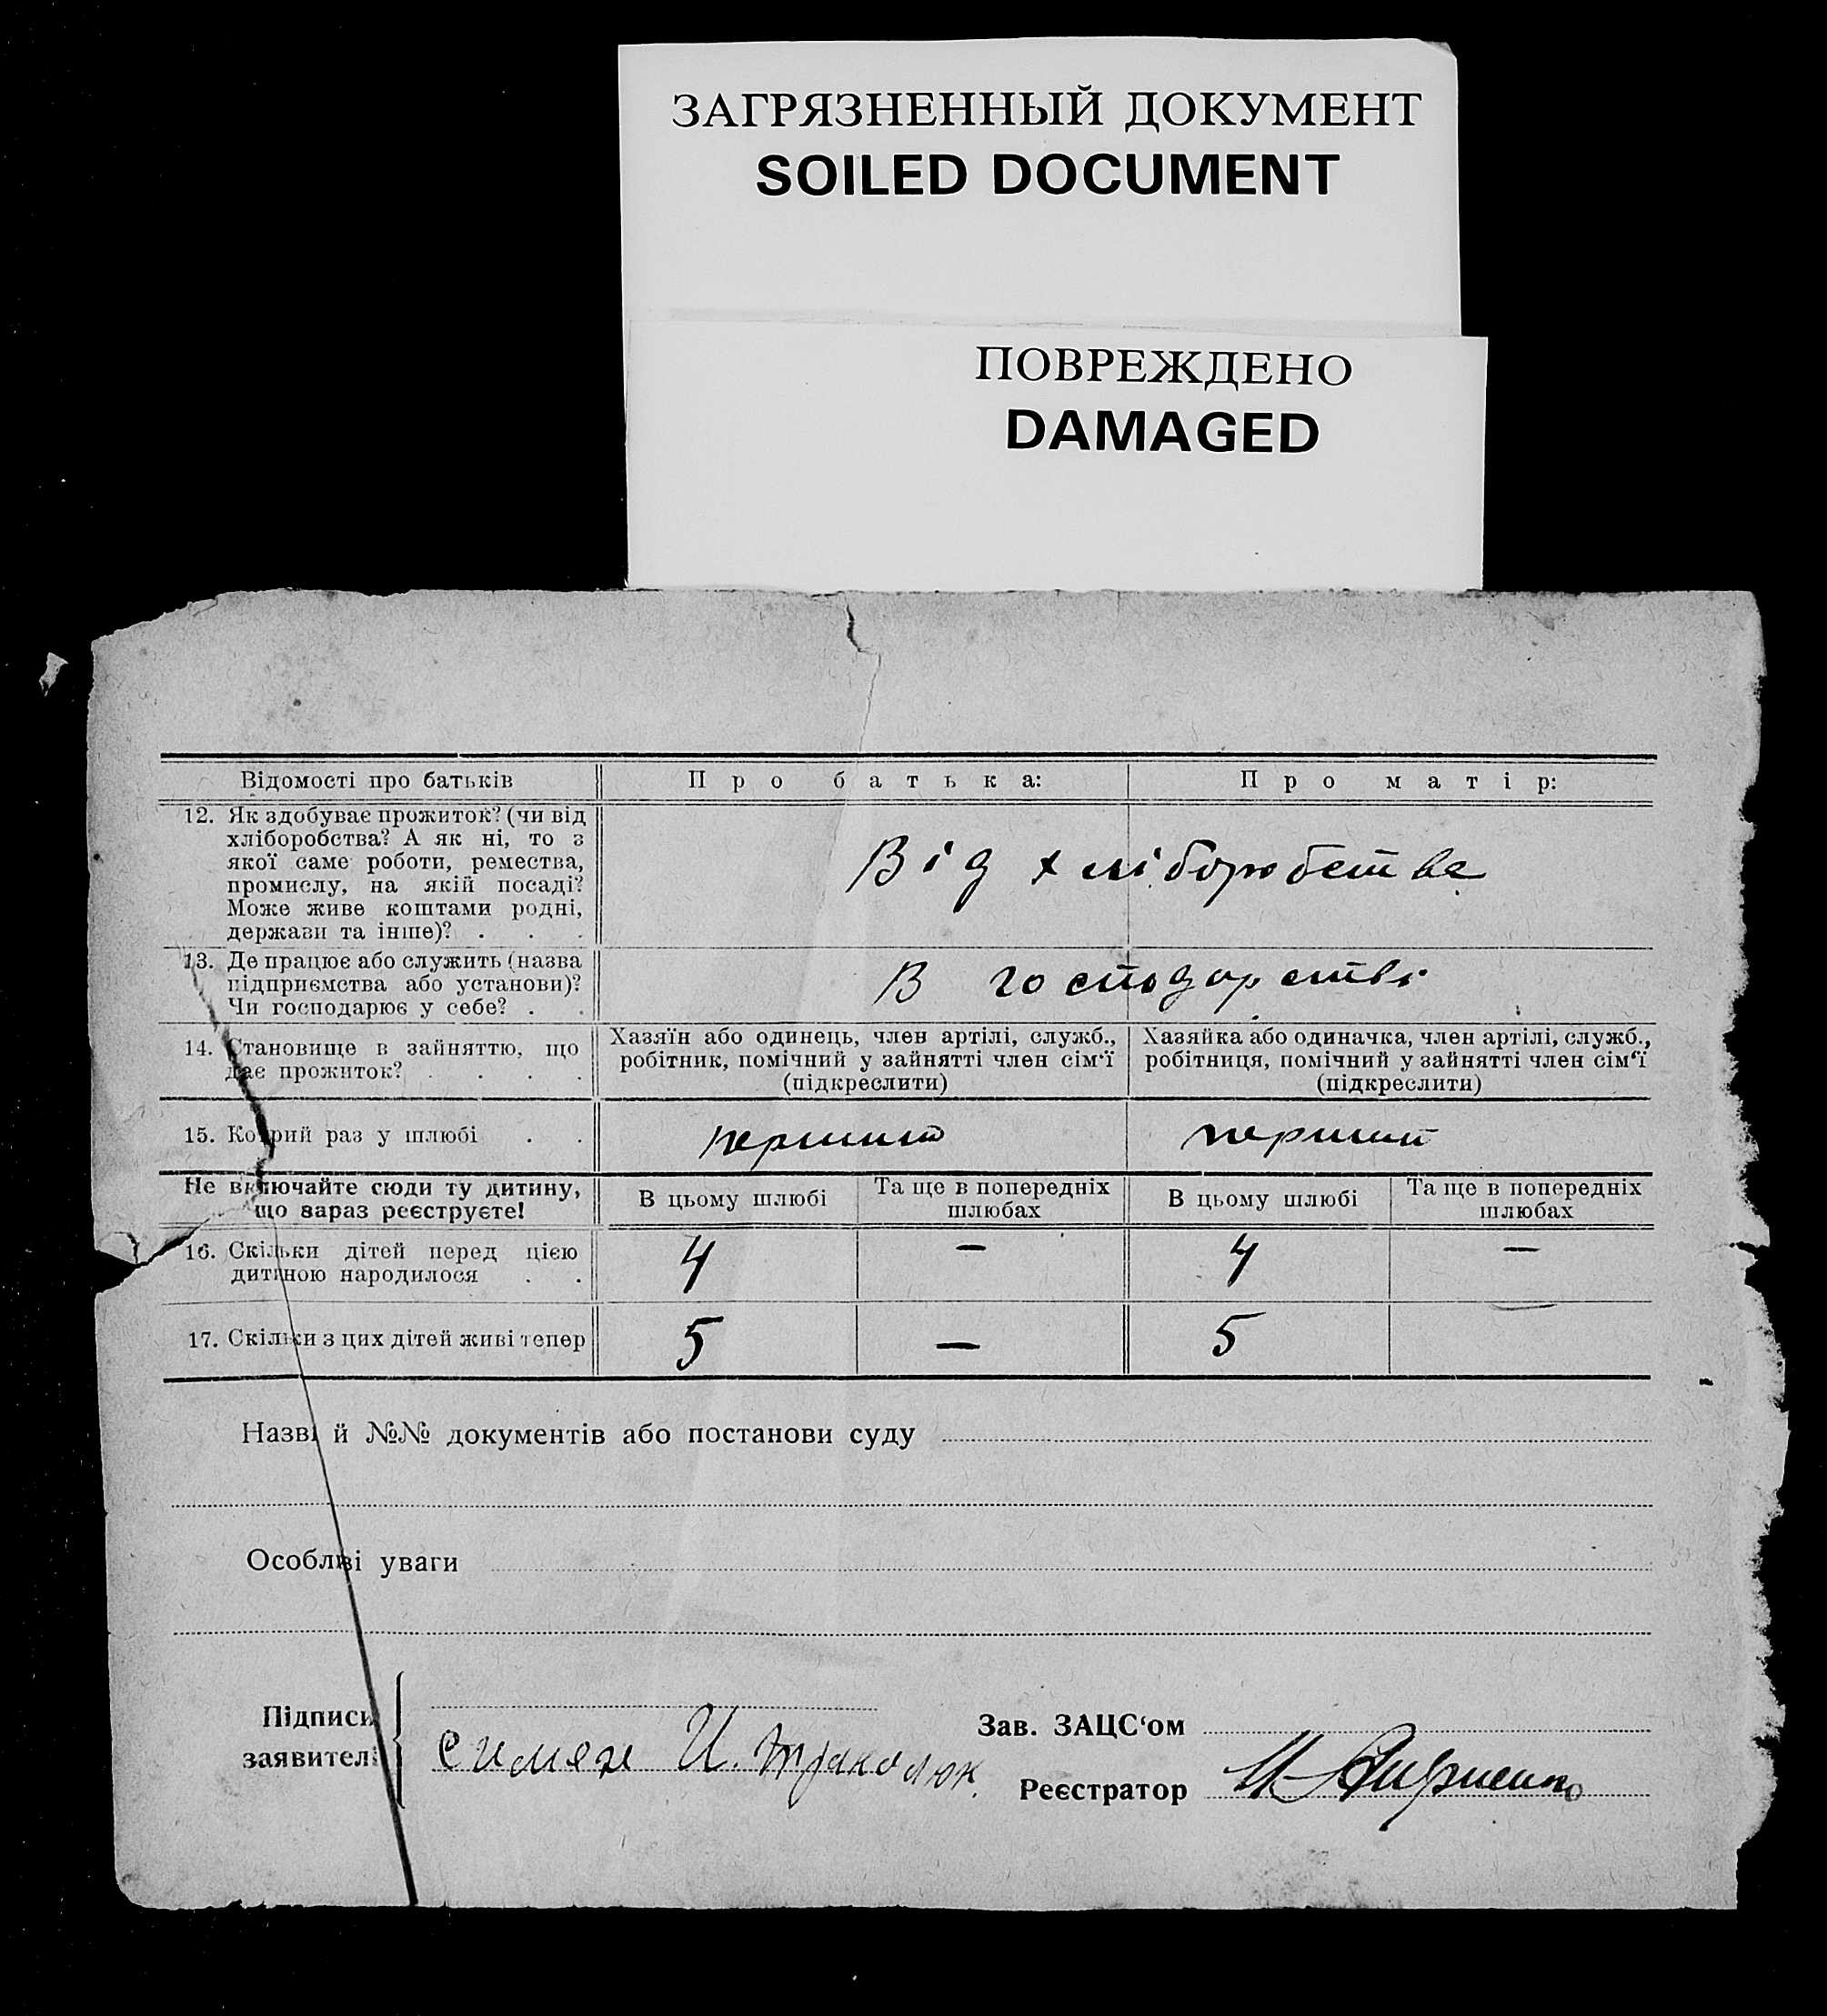 ЗАГРЯЗНЕННЫЙ ДОКУМЕНТ
SOILED DOCUMENT
ПОВРЕЖДЕНО
DAMAGED
Відомості про батьків Про батька: Про матір:
12. Як здобуває прожиток? (чи від
хліборобства? А як ні, то з
якої саме роботи, ремества,
промислу, на якій посаді?
Може живе коштами родні,
держави та інше)? . . .
Від хліборобства
13. Де працює або служить (назва
підприємства або установи)?
Чи господарює у себе? . .
В господарстві
14. Становище в зайняттю, що
дає прожиток? . . . .
Хазяїн або одинець, член артілі, служб.,
робітник, помічний у зайнятті член сім‘ї
(підкреслити)
Хазяйка або одиначка, член артілі, служб.,
робітниця, помічний у зайнятті член сім‘ї
(підкреслити)
15. Котрий раз у шлюбі . . перший перший
Не включайте сюди ту дитину,
що зараз реєструєте!
В цьому шлюбі
Та ще в попередніх
шлюбах
В цьому шлюбі
Та ще в попередніх
шлюбах
16. Скільки дітей перед цією
дитиною народилося . .
4 — 4 —
17. Скільки з цих дітей живі тепер 5 — 5
Назви й №№ документів або постанови суду
Особливі уваги
Підписи
заявителів
симен И.
Зав. ЗАЦС‘ом
Реєстратор